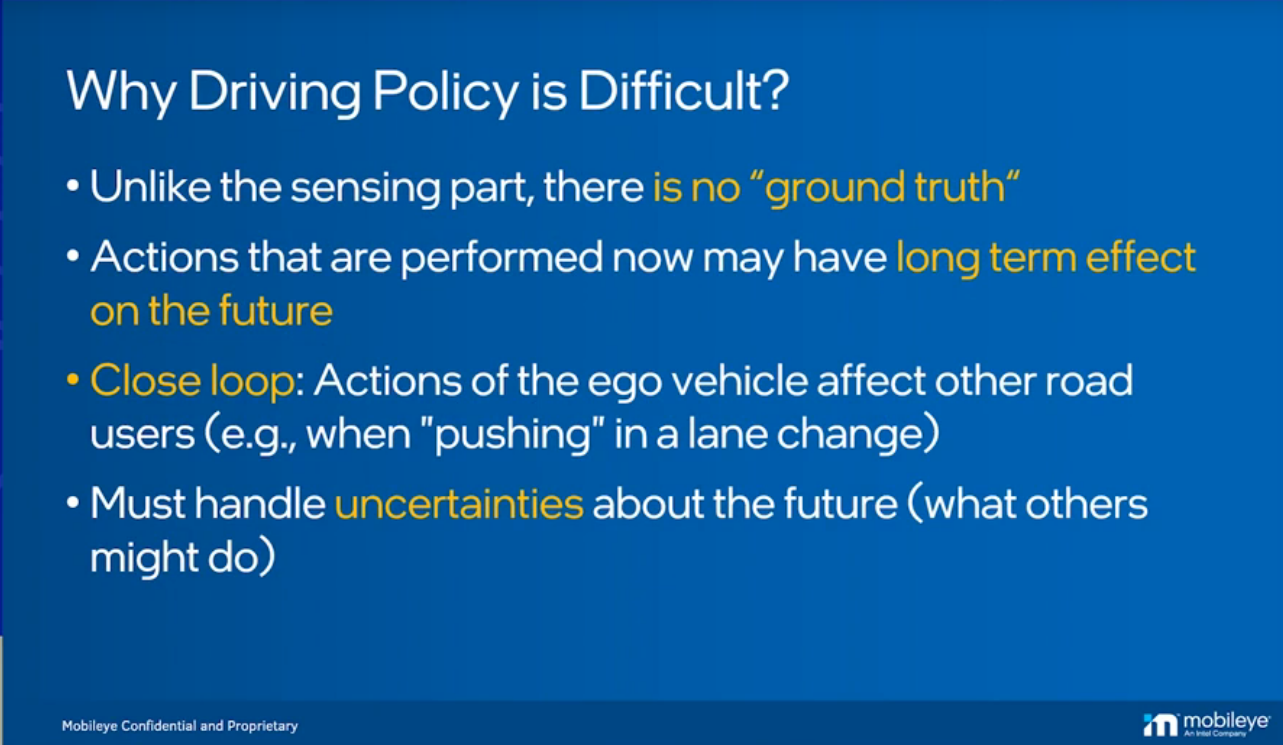 Why Driving Policy is Difficult?
• Unlike the sensing part, there is no “ground truth”
• Actions that are performed now may have long term effect
on the future
• Close loop: Actions of the ego vehicle affect other road
users (e.g., when "pushing" in a lane change)
• Must handle uncertainties about the future (what others
might do)
Mobileye Confidential and Proprietary
mobileye
An Intel Company